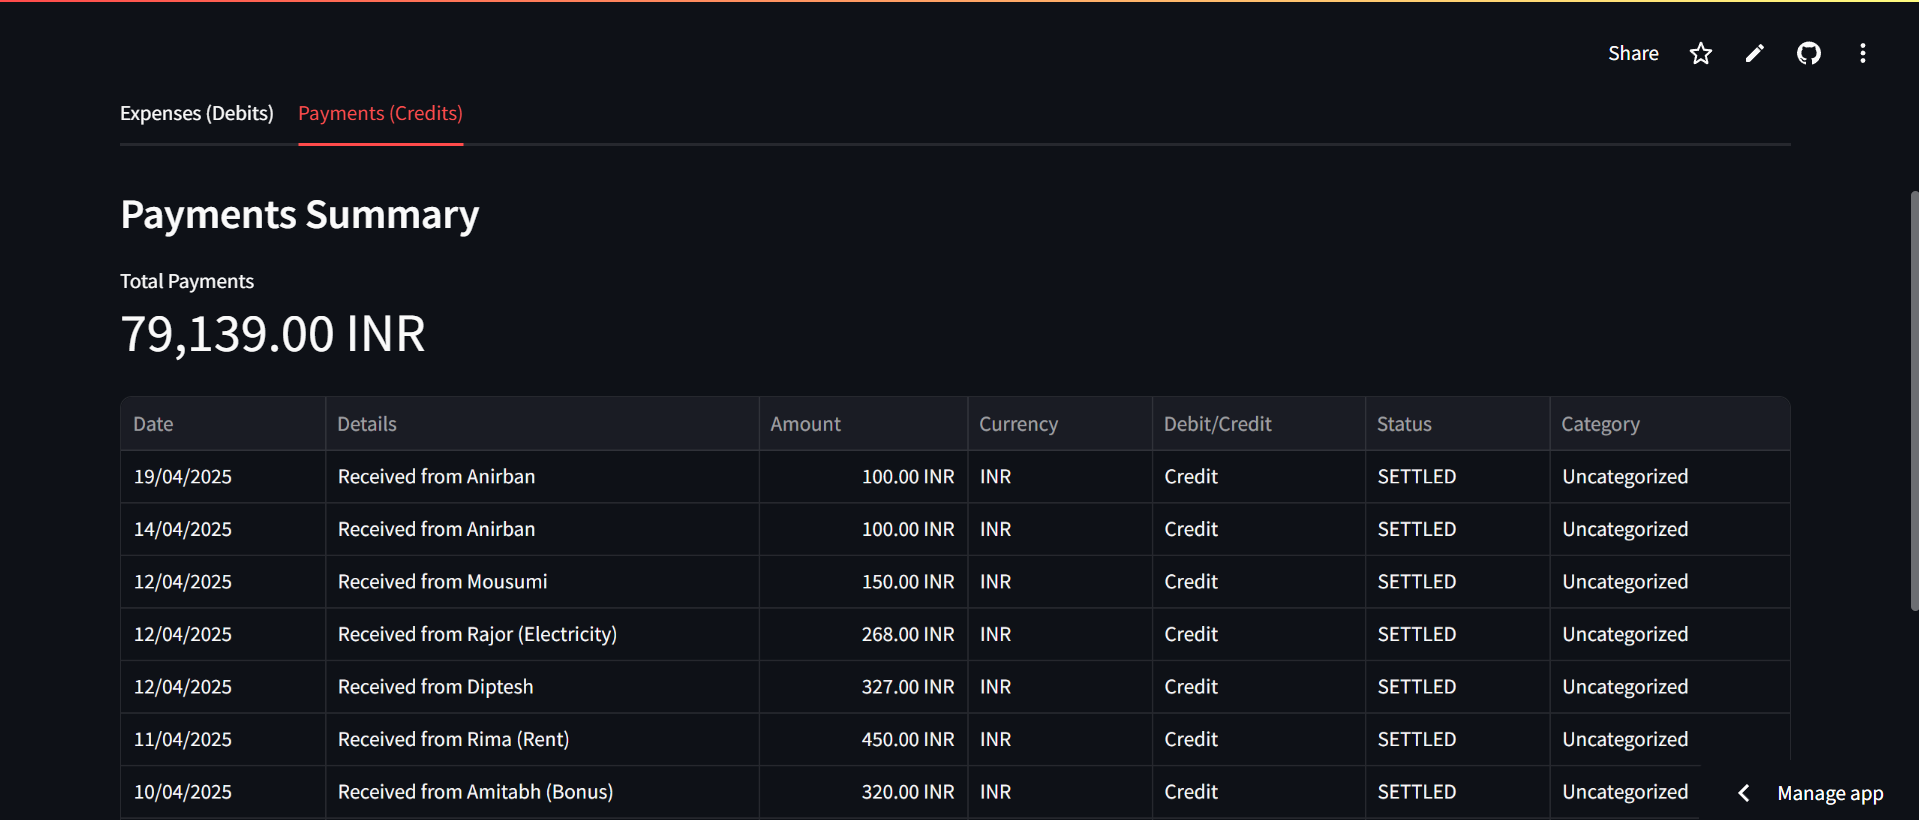 Share
Expenses (Debits) Payments (Credits)
Payments Summary
Total Payments
79,139.00 INR
Date Details Amount Currency Debit/Credit Status Category
19/04/2025 Received from Anirban 100.00 INR INR Credit SETTLED Uncategorized
14/04/2025 Received from Anirban 100.00 INR INR Credit SETTLED Uncategorized
12/04/2025 Received from Mousumi 150.00 INR INR Credit SETTLED Uncategorized
12/04/2025 Received from Rajor (Electricity) 268.00 INR INR Credit SETTLED Uncategorized
12/04/2025 Received from Diptesh 327.00 INR INR Credit SETTLED Uncategorized
11/04/2025 Received from Rima (Rent) 450.00 INR INR Credit SETTLED Uncategorized
10/04/2025 Received from Amitabh (Bonus) 320.00 INR INR Credit SETTLED Uncategorized
Manage app